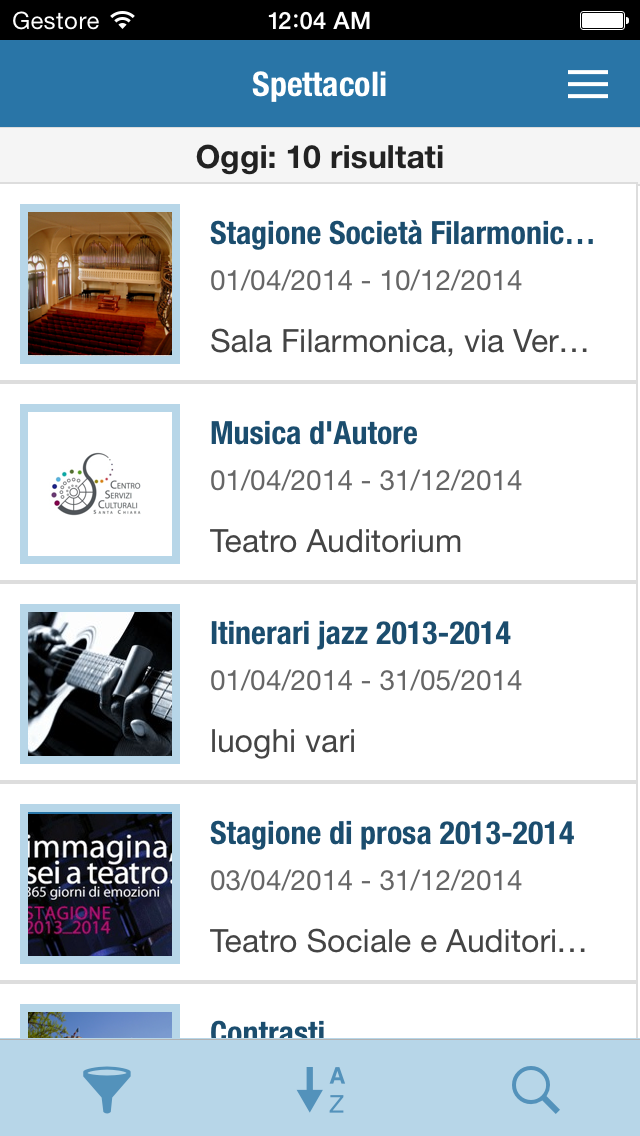 Gestore 12:04 AM
Spettacoli
Oggi: 10 risultati
Stagione Società Filarmonic...
01/04/2014 - 10/12/2014
Sala Filarmonica, via Ver...
Musica d'Autore
01/04/2014 - 31/12/2014
Teatro Auditorium
CENTRO
SERVIZI
CULTURALI
SANTA CHIARA
Itinerari jazz 2013-2014
01/04/2014 - 31/05/2014
luoghi vari
immagina,
sei a teatro.
365 giorni di emozioni
STAGIONE
2013_2014
Stagione di prosa 2013-2014
03/04/2014 - 31/12/2014
Teatro Sociale e Auditori...
Contrasti
A
Z